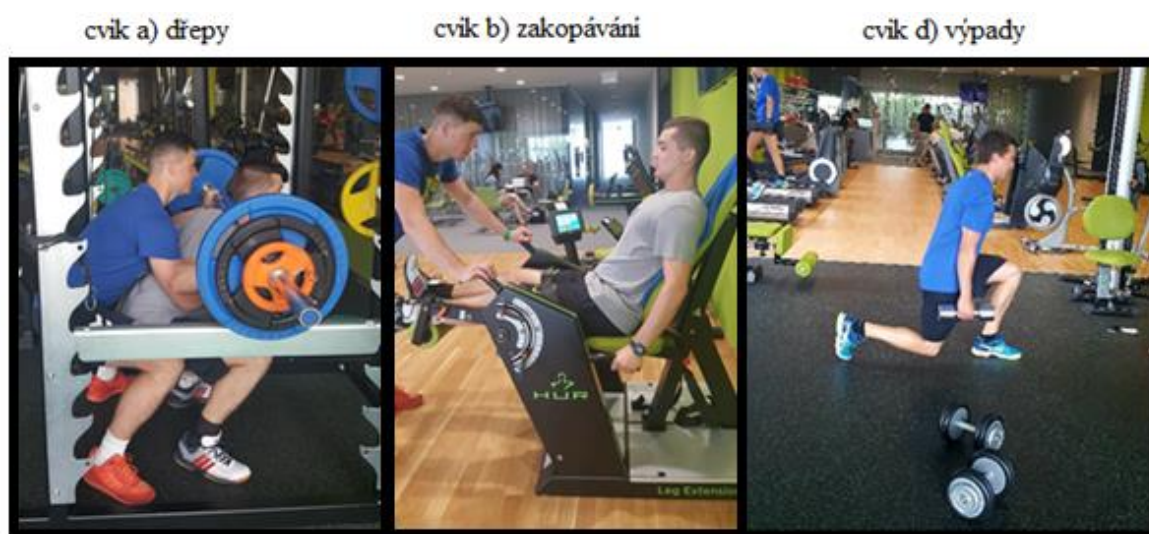 cvik a) dřepy
cvik b) zakopávání
cvik d) výpady
HUR
Leg Extension